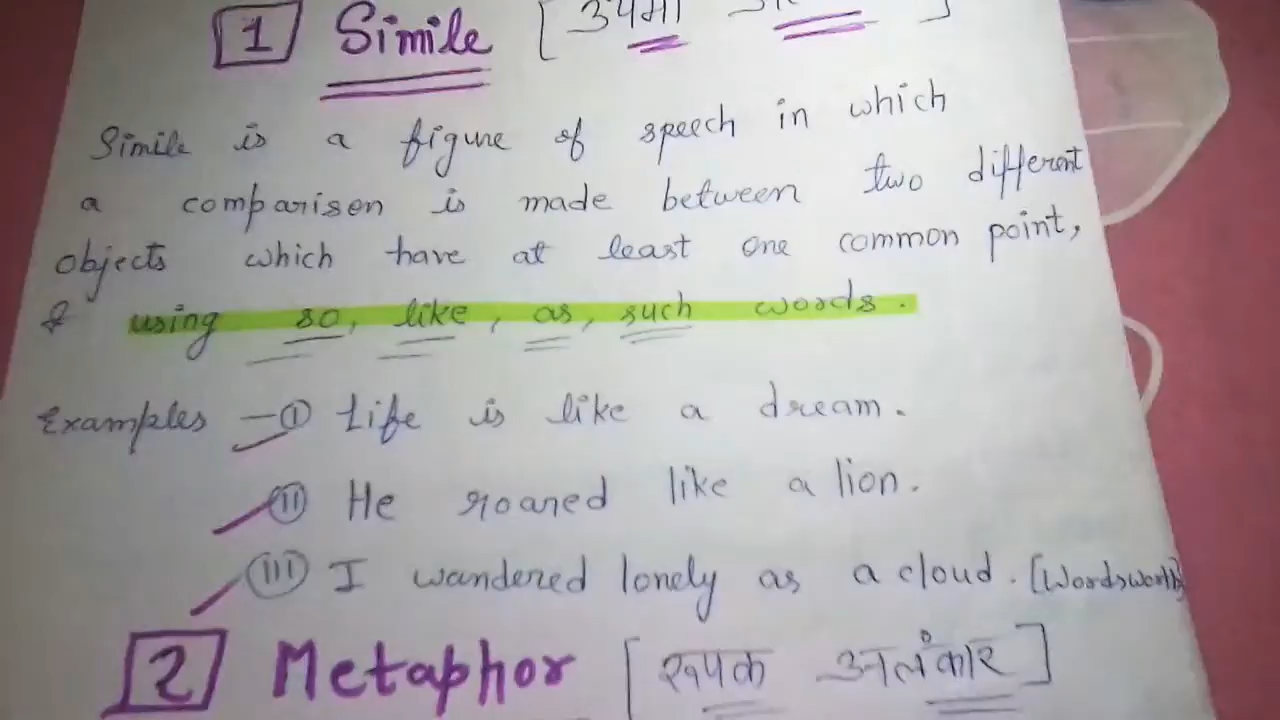 1 Simile [उपमा
Simile is a figure of speech in which
a comparison is made between two different
objects which have at least one common point,
& using so, like, as, such words.
Examples – (i) Life is like a dream.
(ii) He roared like a lion.
(iii) I wandered lonely as a cloud. [Wordsworth]
2 Metaphor [रूपक अलंकार]